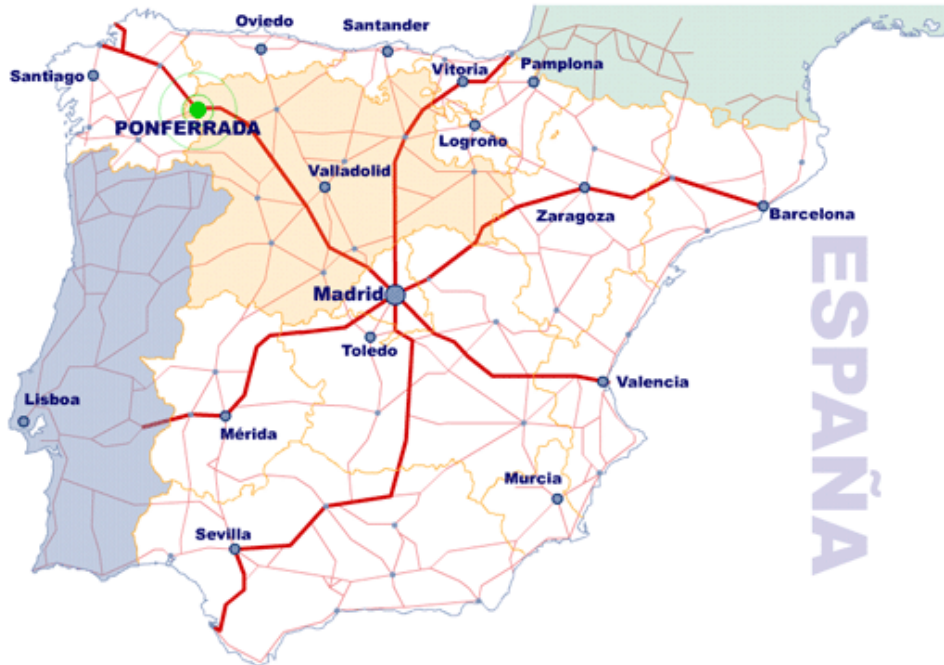 Oviedo
Santander
Santiago
Vitoria
Pamplona
PONFERRADA
Logroño
Valladolid
Zaragoza
Barcelona
Madrid
Toledo
Valencia
Lisboa
Mérida
Murcia
Sevilla
ESPAÑA